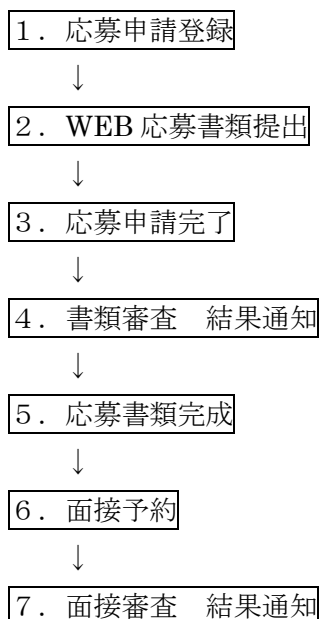 １．応募申請登録
↓
２．WEB 応募書類提出
↓
３．応募申請完了
↓
４．書類審査　結果通知
↓
５．応募書類完成
↓
６．面接予約
↓
７．面接審査　結果通知